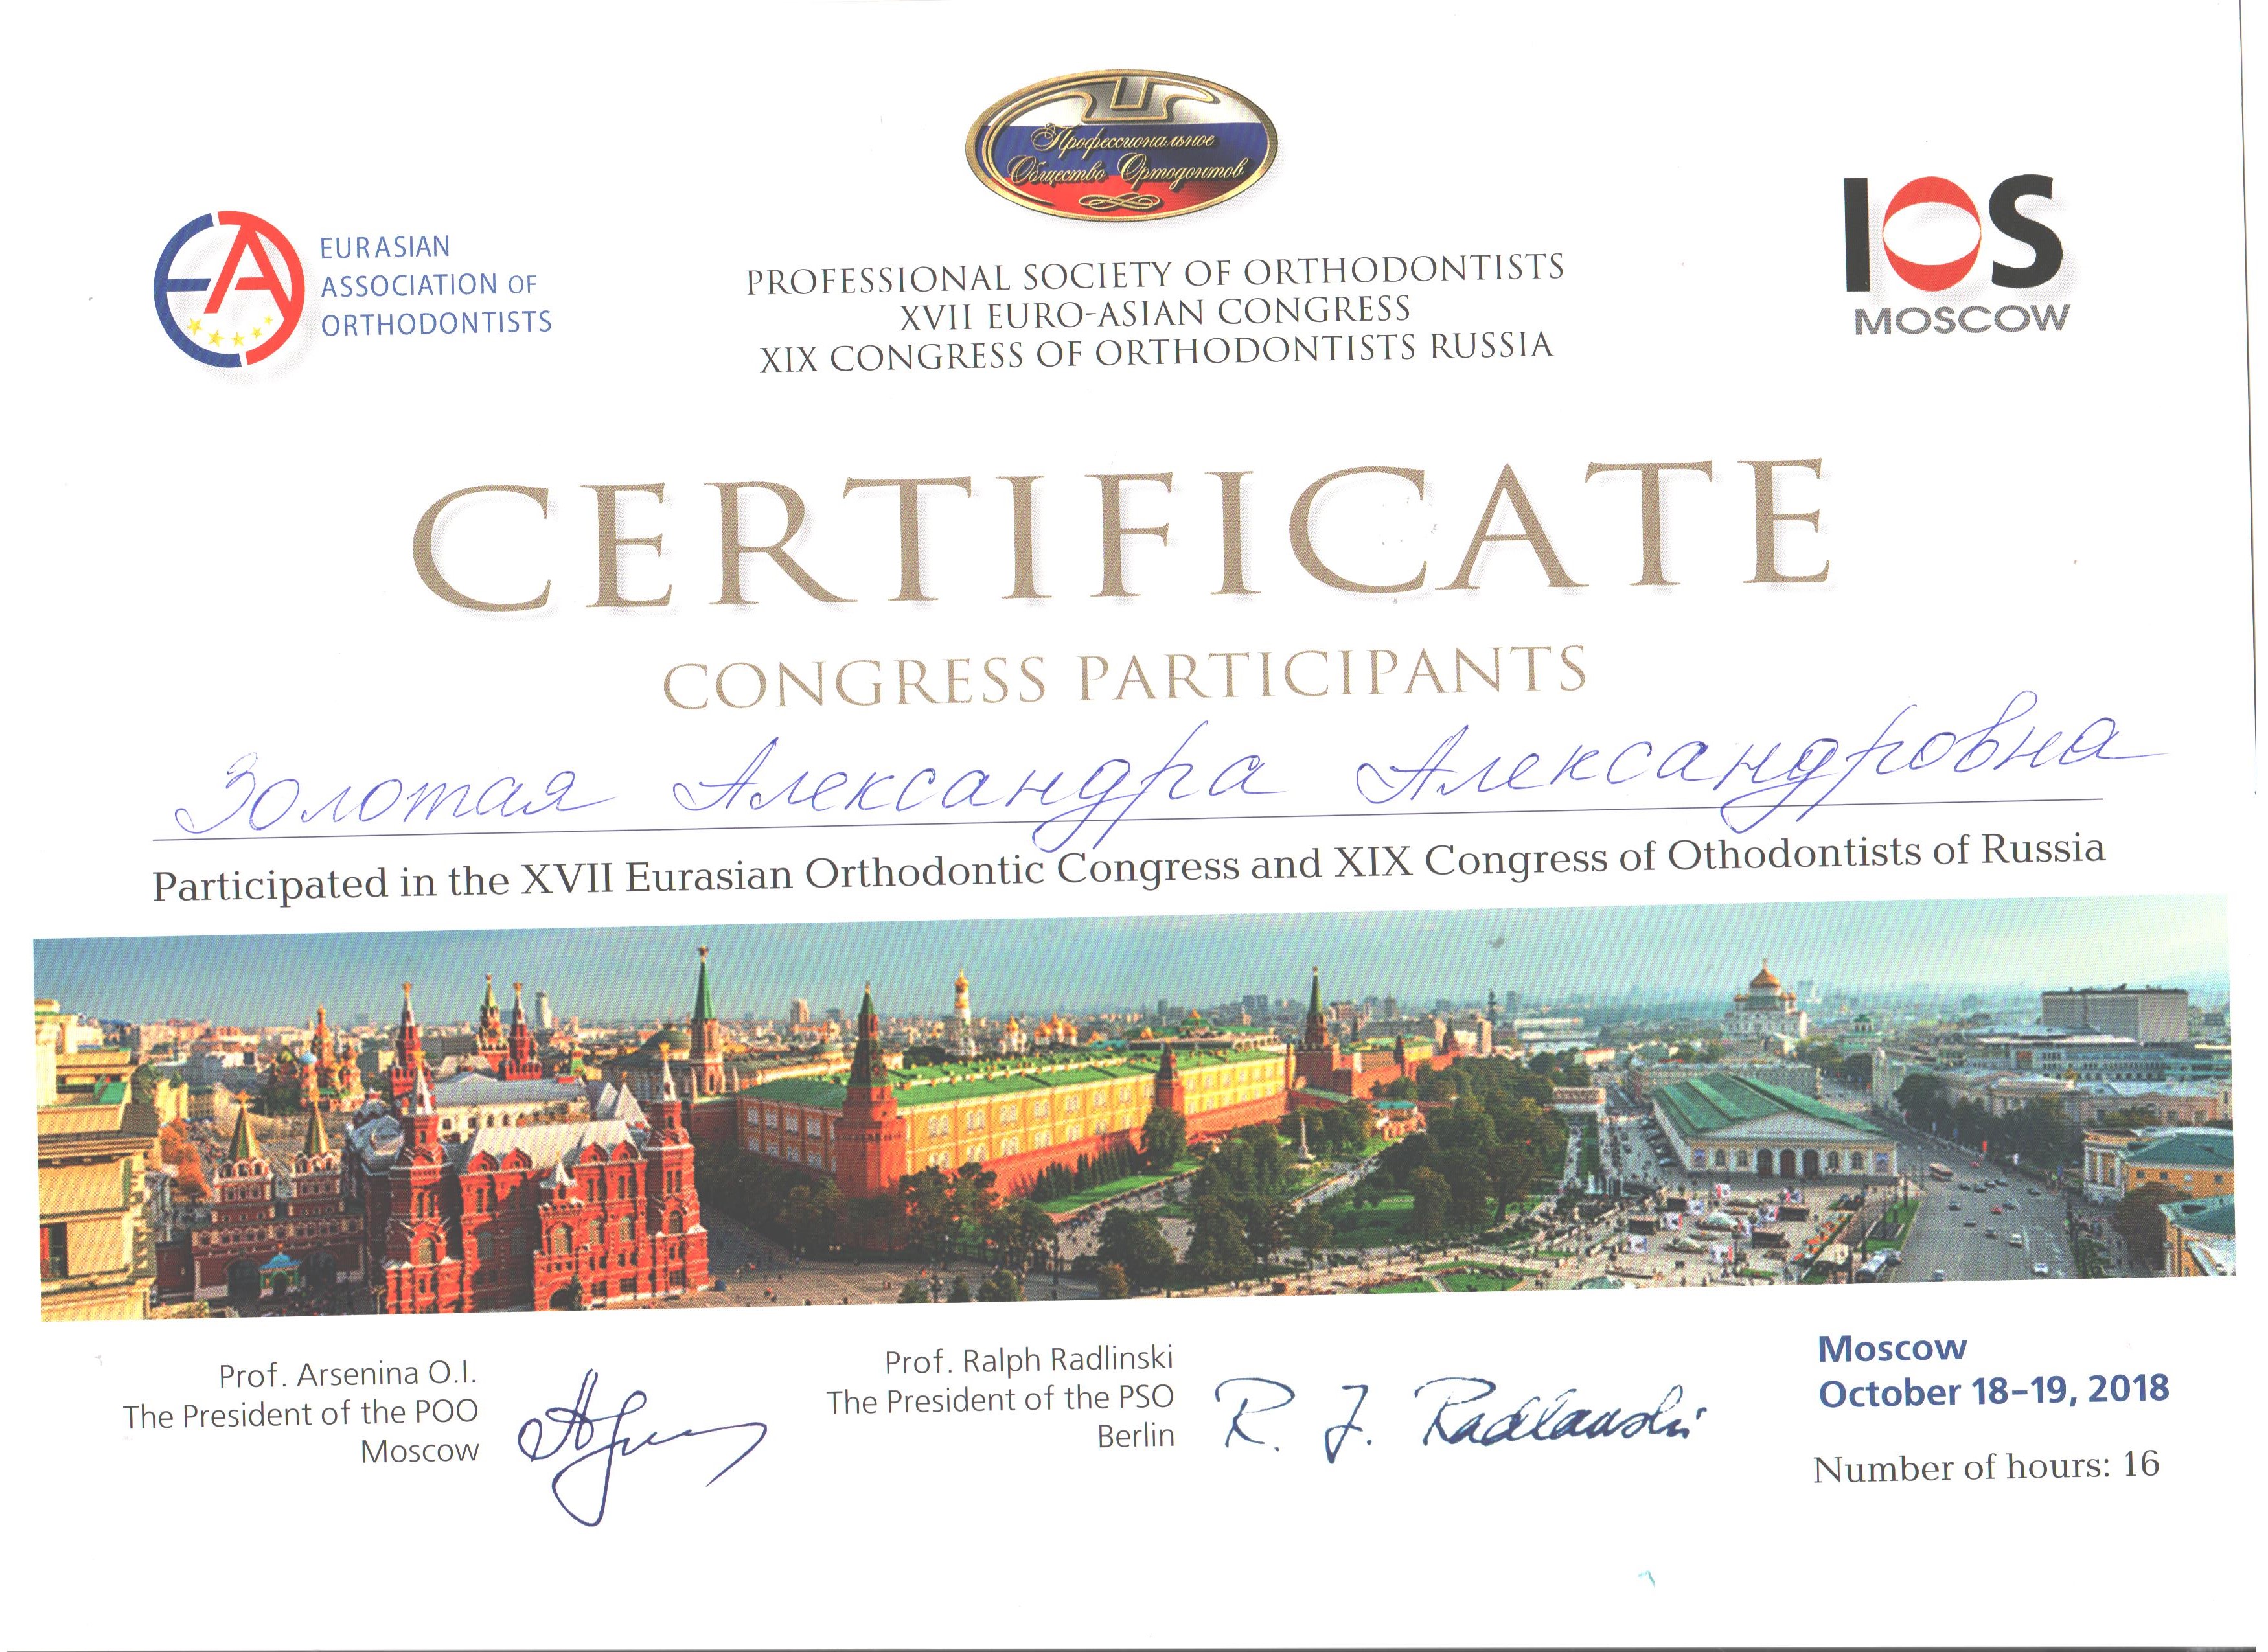 Профессиональное
Общество Ортодонтов
EA
EURASIAN
ASSOCIATION OF
ORTHODONTISTS
PROFESSIONAL SOCIETY OF ORTHODONTISTS
XVII EURO-ASIAN CONGRESS
XIX CONGRESS OF ORTHODONTISTS RUSSIA
IOS
MOSCOW
CERTIFICATE
CONGRESS PARTICIPANTS
Золотая Александра Александровна
Participated in the XVII Eurasian Orthodontic Congress and XIX Congress of Othodontists of Russia
Prof. Arsenina O.I.
The President of the POO
Moscow
Prof. Ralph Radlinski
The President of the PSO
Berlin
R. J. Radlanski
Moscow
October 18–19, 2018
Number of hours: 16